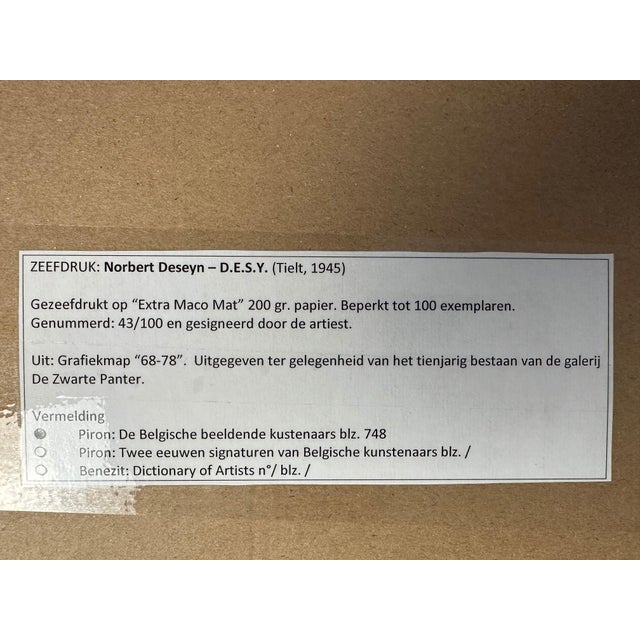 ZEEFDRUK: Norbert Deseyn – D.E.S.Y. (Tielt, 1945)
Gezeefdrukt op “Extra Maco Mat” 200 gr. papier. Beperkt tot 100 exemplaren.
Genummerd: 43/100 en gesigneerd door de artiest.
Uit: Grafiekmap “68-78”. Uitgegeven ter gelegenheid van het tienjarig bestaan van de galerij
De Zwarte Panter.
Vermelding
Piron: De Belgische beeldende kustenaars blz. 748
Piron: Twee eeuwen signaturen van Belgische kunstenaars blz. /
Benezit: Dictionary of Artists n°/ blz. /